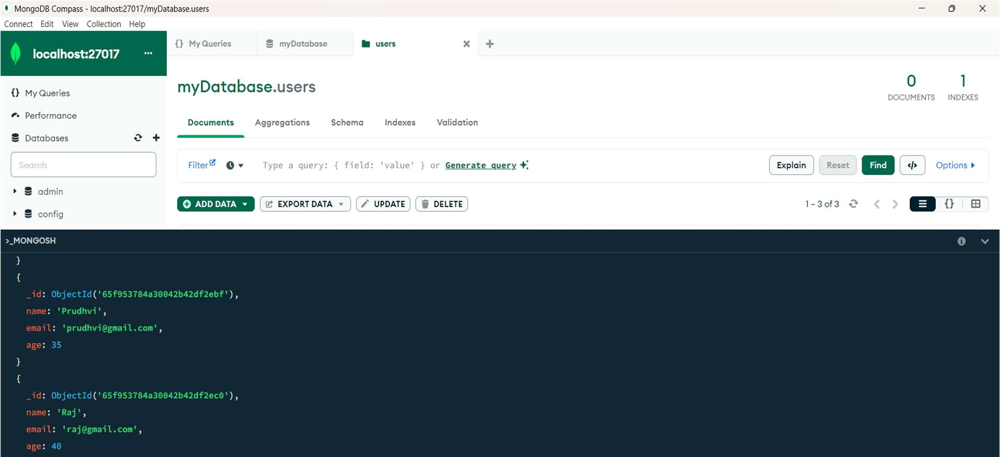 MongoDB Compass - localhost:27017/myDatabase.users
Connect Edit View Collection Help
localhost:27017 ...
{} My Queries
Performance
Databases
Search
admin
config
{} My Queries myDatabase users
myDatabase.users
0 DOCUMENTS
1 INDEXES
Documents Aggregations Schema Indexes Validation
Filter Type a query: { field: 'value' } or Generate query Explain Reset Find </> Options
ADD DATA EXPORT DATA UPDATE DELETE 1 – 3 of 3 {}
>_MONGOSH
}
{
_id: ObjectId('65f953784a30042b42df2ebf'),
name: 'Prudhvi',
email: 'prudhvi@gmail.com',
age: 35
}
{
_id: ObjectId('65f953784a30042b42df2ec0'),
name: 'Raj',
email: 'raj@gmail.com',
age: 40